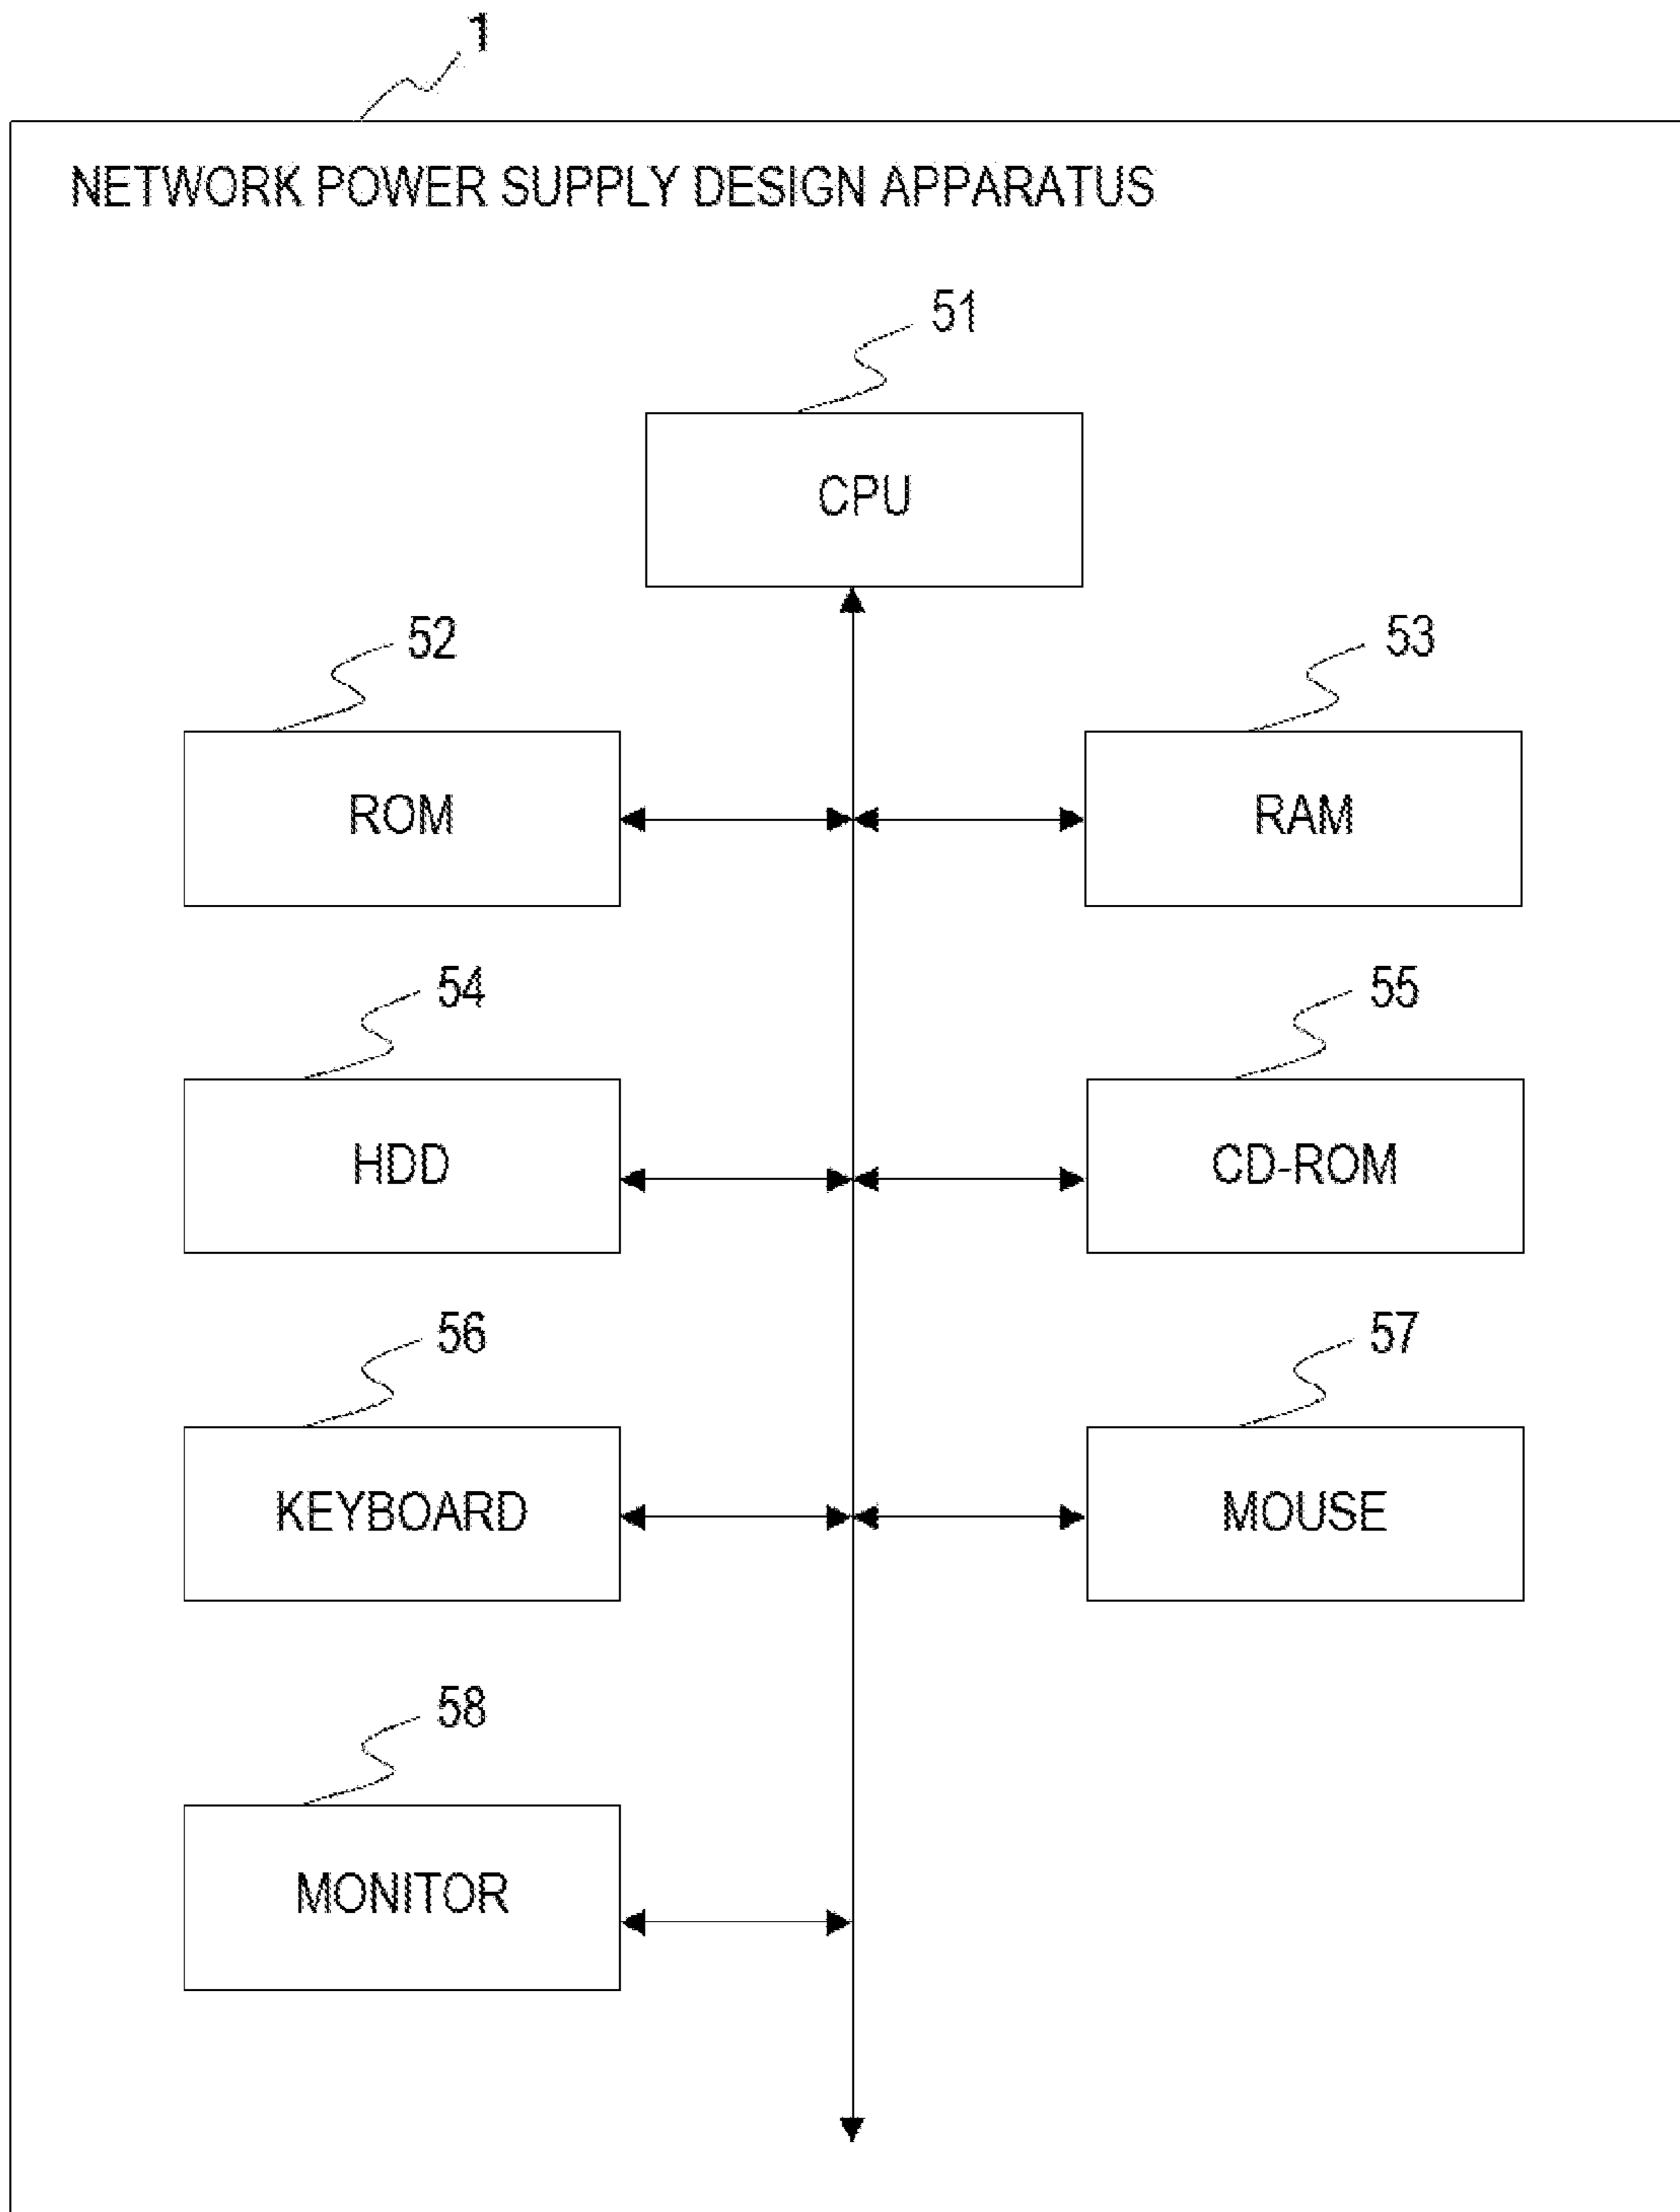 1
NETWORK POWER SUPPLY DESIGN APPARATUS
51
CPU
52
53
ROM
RAM
54
55
HDD
CD-ROM
56
57
KEYBOARD
MOUSE
58
MONITOR